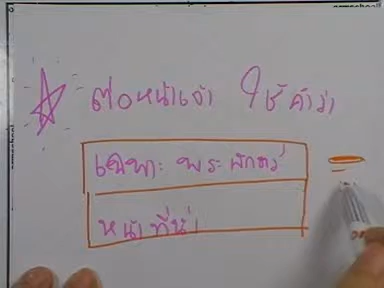 ต่อหน้าเจ้า ใช้คำว่า
เฉพาะ พระพักตร์
หน้าที่นั่